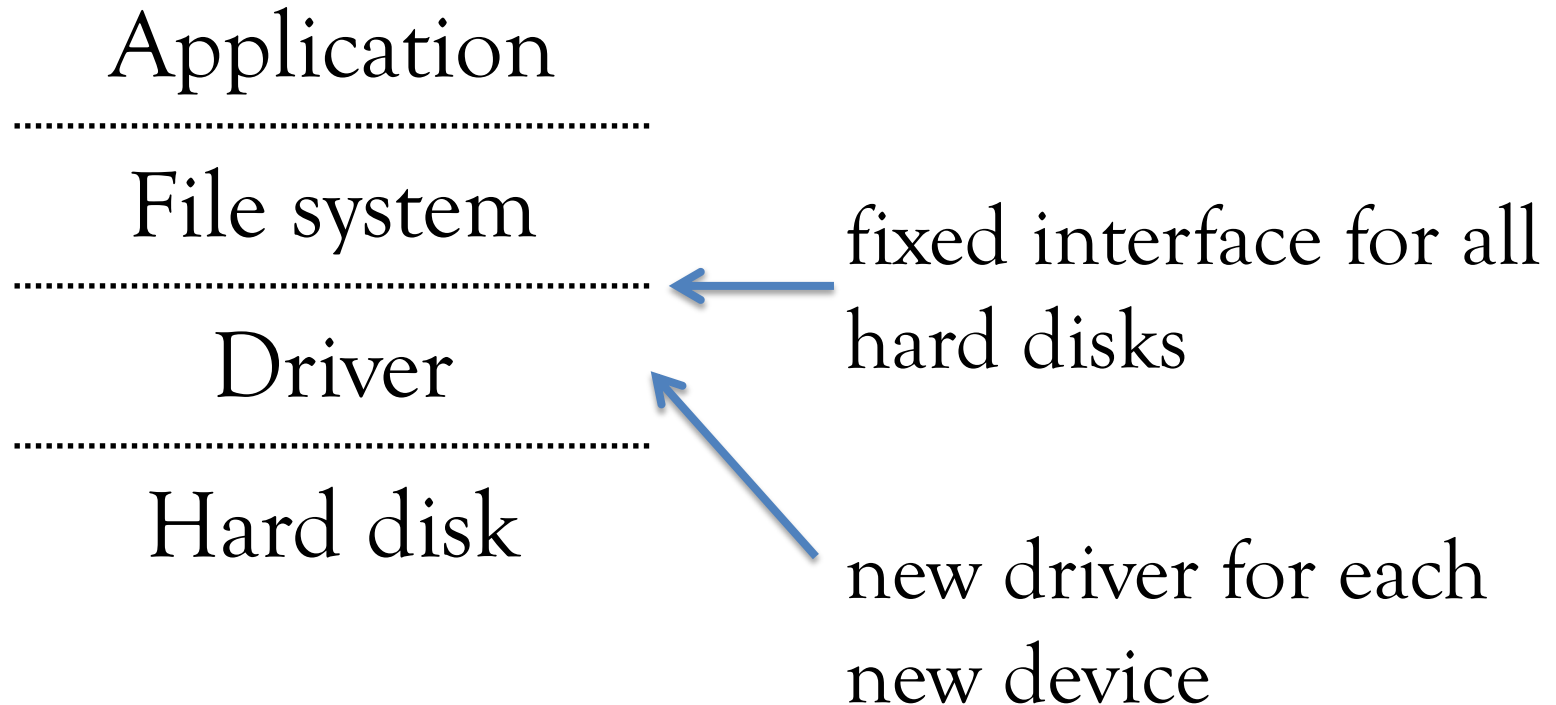 Application
File system
Driver
Hard disk
fixed interface for all
hard disks
new driver for each
new device